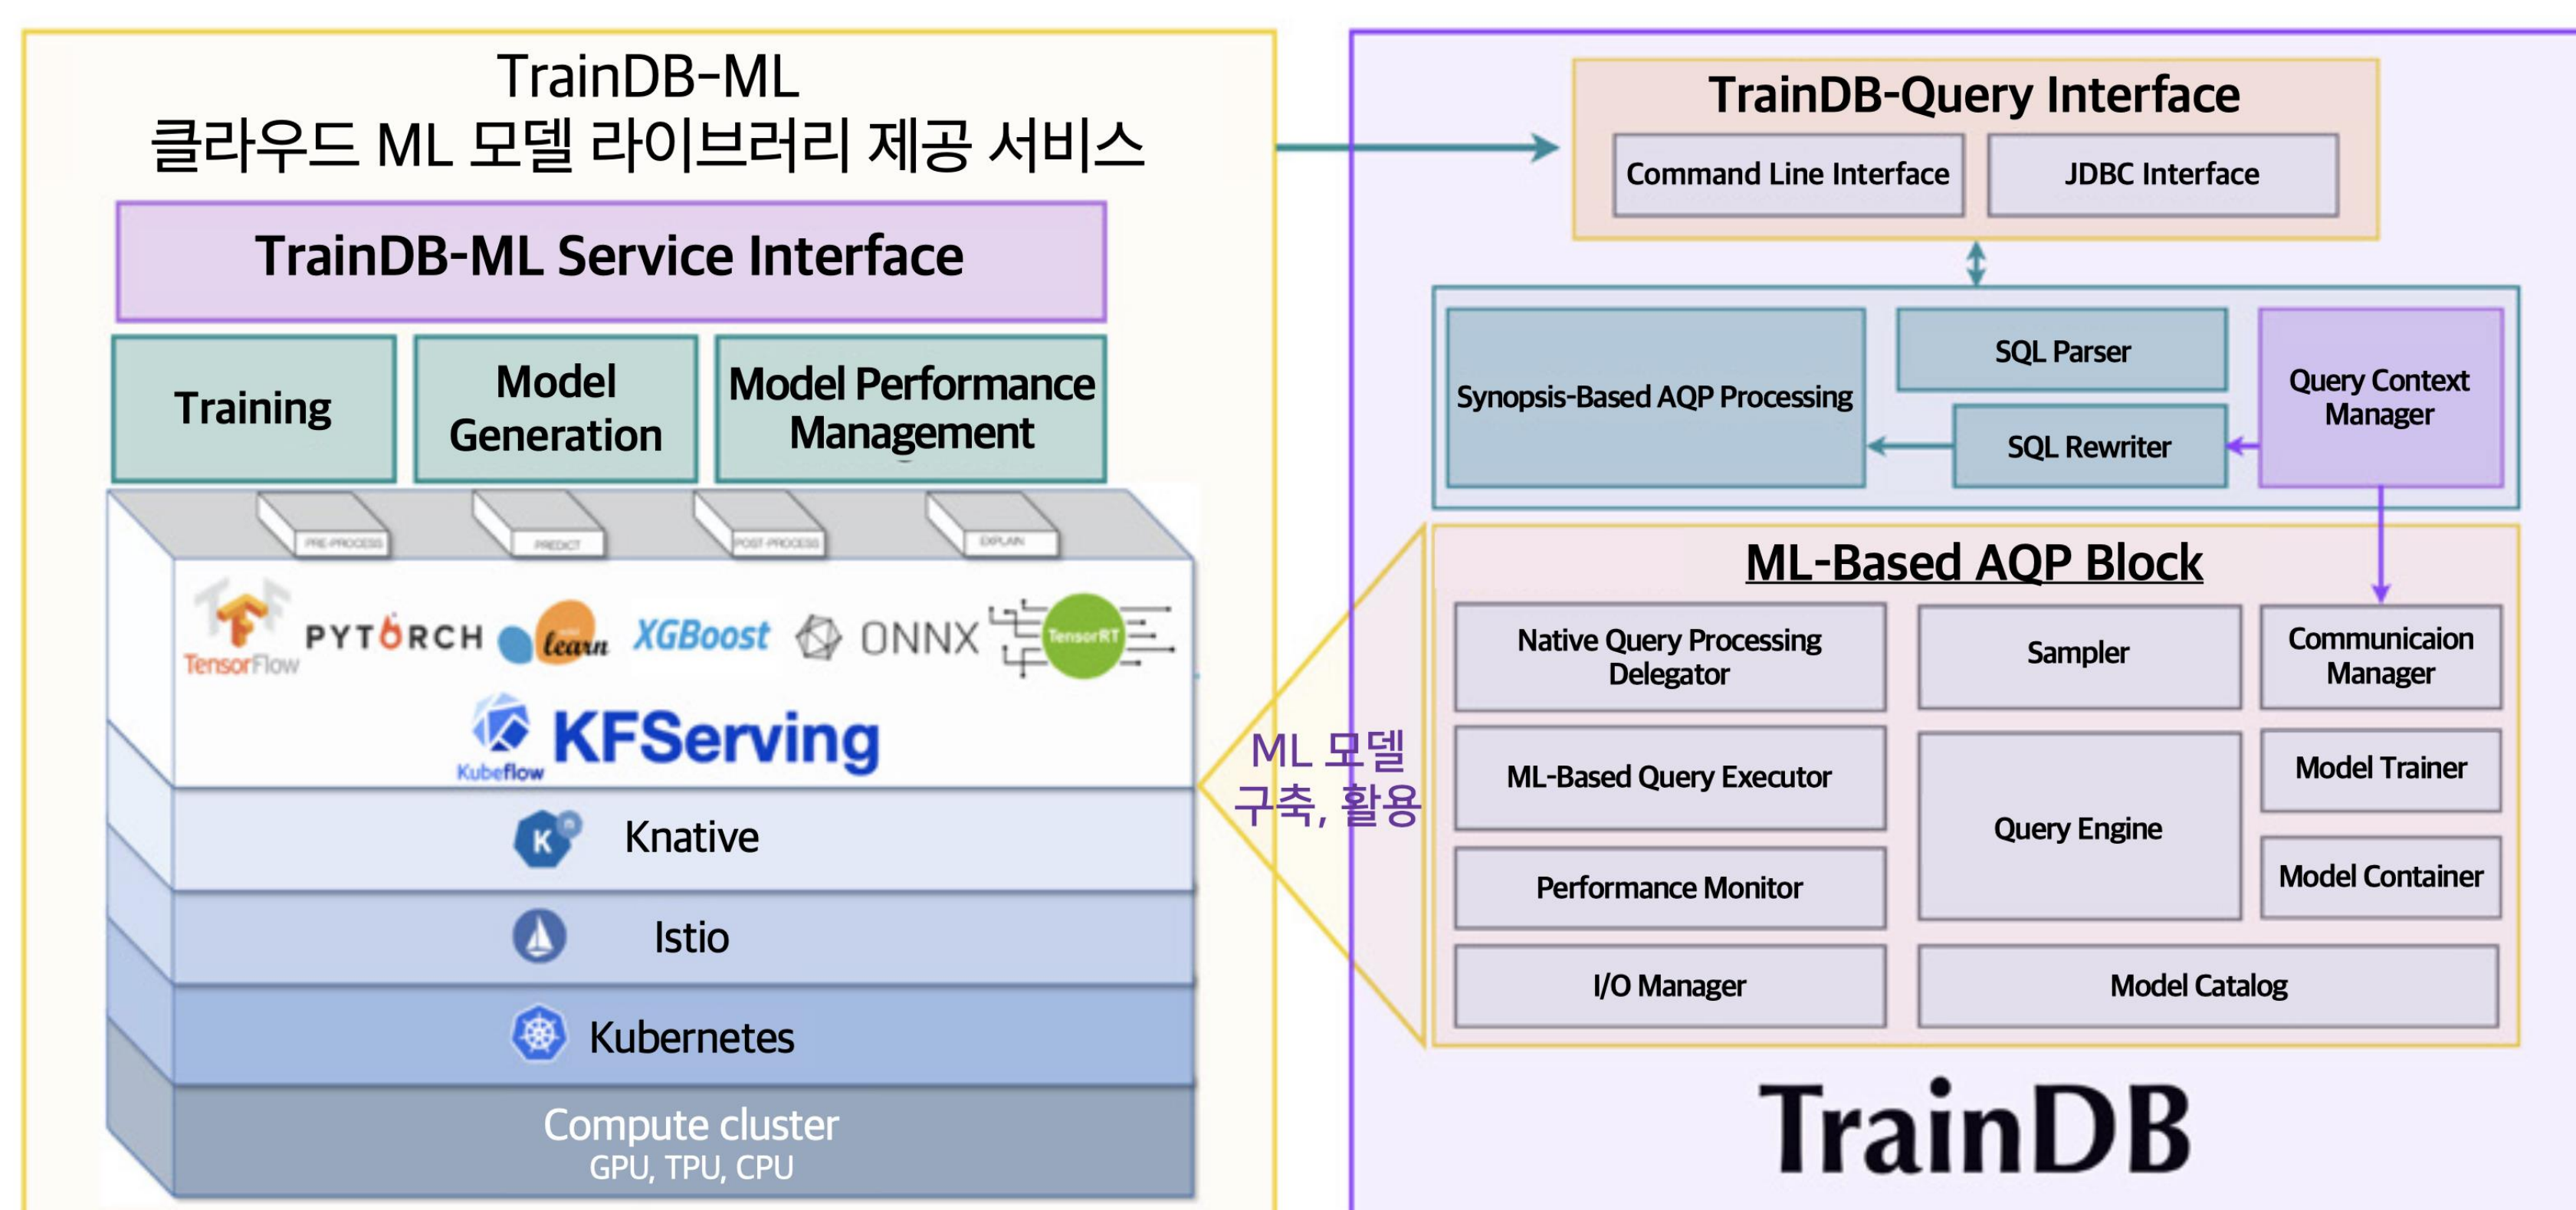 TrainDB-ML
클라우드 ML 모델 라이브러리 제공 서비스
TrainDB-ML Service Interface
Training
Model
Generation
Model Performance
Management
PRE-PROCESS
PREDICT
POST-PROCESS
EXPLAIN
TensorFlow
PYTORCH
learn
XGBoost
ONNX
TensorRT
Kubeflow
KFServing
Knative
Istio
Kubernetes
Compute cluster
GPU, TPU, CPU
ML 모델
구축, 활용
TrainDB-Query Interface
Command Line Interface
JDBC Interface
Synopsis-Based AQP Processing
SQL Parser
SQL Rewriter
Query Context
Manager
ML-Based AQP Block
Native Query Processing
Delegator
Sampler
Communicaion
Manager
ML-Based Query Executor
Query Engine
Model Trainer
Performance Monitor
Model Container
I/O Manager
Model Catalog
TrainDB